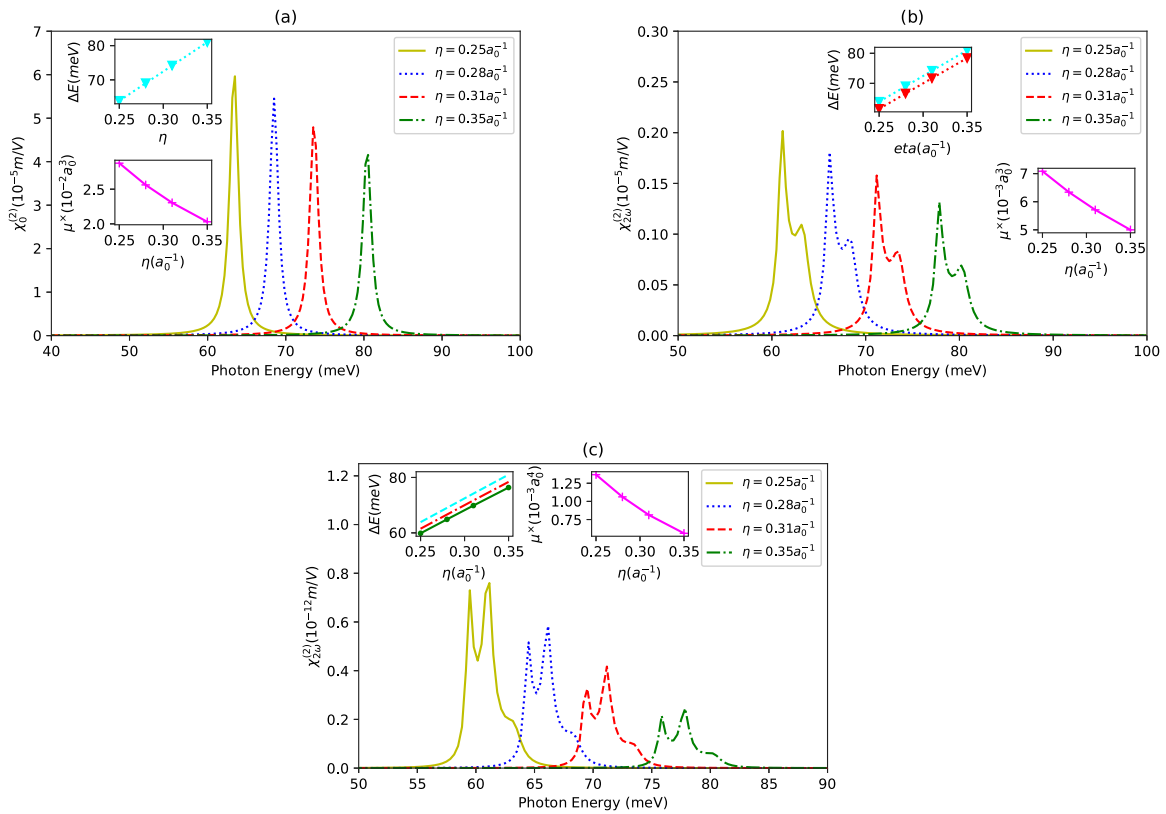 (a)
χ₀⁽²⁾(10⁻⁵m/V)
7
6
5
4
3
2
1
0
40 50 60 70 80 90 100
Photon Energy (meV)
η = 0.25a₀⁻¹
η = 0.28a₀⁻¹
η = 0.31a₀⁻¹
η = 0.35a₀⁻¹
ΔE(meV)
80
70
0.25 0.30 0.35
η
μˣ(10⁻²a₀³)
2.5
2.0
0.25 0.30 0.35
η(a₀⁻¹)
(b)
χ₂ω⁽²⁾(10⁻⁵m/V)
0.30
0.25
0.20
0.15
0.10
0.05
0.00
50 60 70 80 90 100
Photon Energy (meV)
ΔE(meV)
80
70
0.25 0.30 0.35
eta(a₀⁻¹)
η = 0.25a₀⁻¹
η = 0.28a₀⁻¹
η = 0.31a₀⁻¹
η = 0.35a₀⁻¹
μˣ(10⁻³a₀³)
7
6
5
0.25 0.30 0.35
η(a₀⁻¹)
(c)
χ₂ω⁽²⁾(10⁻¹²m/V)
1.2
1.0
0.8
0.6
0.4
0.2
0.0
50 55 60 65 70 75 80 85 90
Photon Energy (meV)
ΔE(meV)
80
60
0.25 0.30 0.35
η(a₀⁻¹)
μˣ(10⁻³a₀⁴)
1.25
1.00
0.75
0.25 0.30 0.35
η(a₀⁻¹)
η = 0.25a₀⁻¹
η = 0.28a₀⁻¹
η = 0.31a₀⁻¹
η = 0.35a₀⁻¹